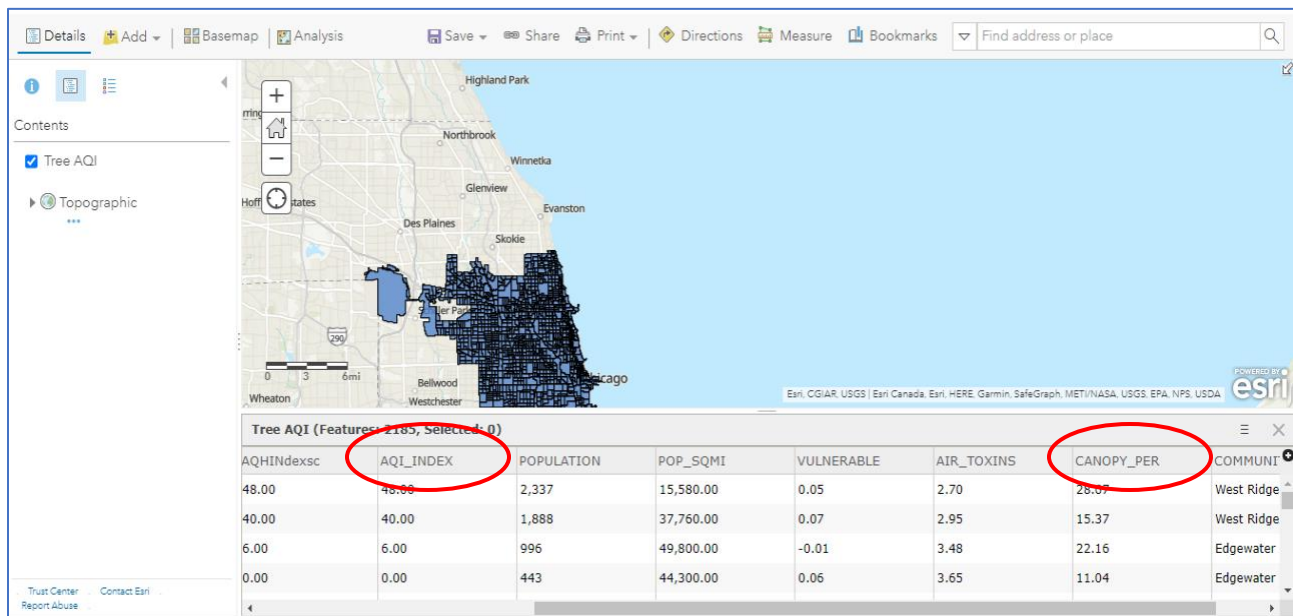 Details Add Basemap Analysis Save Share Print Directions Measure Bookmarks Find address or place
Contents
Tree AQI
Topographic
Trust Center Contact Esri
Report Abuse
+
−
Highland Park
Northbrook
Winnetka
Glenview
Evanston
Des Plaines
Skokie
290
0 3 6mi
Bellwood
Wheaton
Westchester
Esri, CGIAR, USGS | Esri Canada, Esri, HERE, Garmin, SafeGraph, METI/NASA, USGS, EPA, NPS, USDA
POWERED BY
esri
Tree AQI (Features: 2185, Selected: 0)
AQHINdexsc AQI_INDEX POPULATION POP_SQMI VULNERABLE AIR_TOXINS CANOPY_PER COMMUNIT
48.00 48.00 2,337 15,580.00 0.05 2.70 28.07 West Ridge
40.00 40.00 1,888 37,760.00 0.07 2.95 15.37 West Ridge
6.00 6.00 996 49,800.00 -0.01 3.48 22.16 Edgewater
0.00 0.00 443 44,300.00 0.06 3.65 11.04 Edgewater